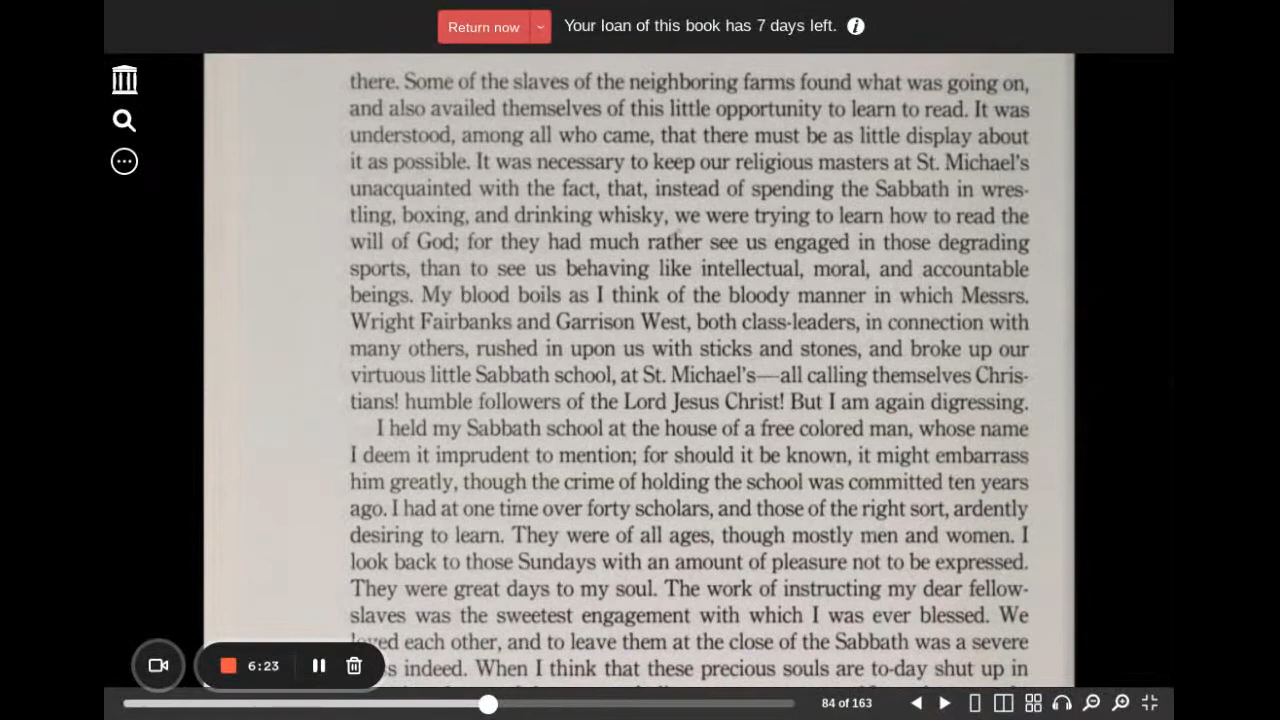 Return now
Your loan of this book has 7 days left.
there. Some of the slaves of the neighboring farms found what was going on,
and also availed themselves of this little opportunity to learn to read. It was
understood, among all who came, that there must be as little display about
it as possible. It was necessary to keep our religious masters at St. Michael's
unacquainted with the fact, that, instead of spending the Sabbath in wres-
tling, boxing, and drinking whisky, we were trying to learn how to read the
will of God; for they had much rather see us engaged in those degrading
sports, than to see us behaving like intellectual, moral, and accountable
beings. My blood boils as I think of the bloody manner in which Messrs.
Wright Fairbanks and Garrison West, both class-leaders, in connection with
many others, rushed in upon us with sticks and stones, and broke up our
virtuous little Sabbath school, at St. Michael's—all calling themselves Chris-
tians! humble followers of the Lord Jesus Christ! But I am again digressing.
I held my Sabbath school at the house of a free colored man, whose name
I deem it imprudent to mention; for should it be known, it might embarrass
him greatly, though the crime of holding the school was committed ten years
ago. I had at one time over forty scholars, and those of the right sort, ardently
desiring to learn. They were of all ages, though mostly men and women. I
look back to those Sundays with an amount of pleasure not to be expressed.
They were great days to my soul. The work of instructing my dear fellow-
slaves was the sweetest engagement with which I was ever blessed. We
loved each other, and to leave them at the close of the Sabbath was a severe
indeed. When I think that these precious souls are to-day shut up in
6:23
84 of 163